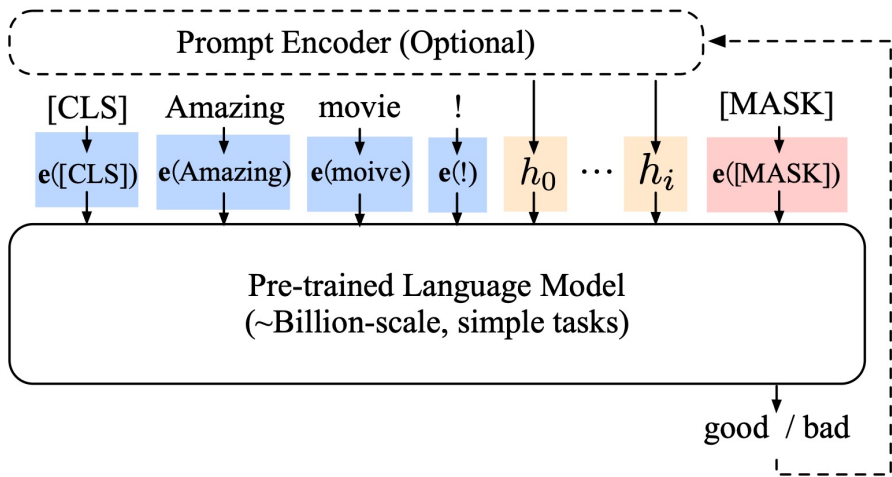 Prompt Encoder (Optional)
[CLS] Amazing movie ! [MASK]
e([CLS]) e(Amazing) e(moive) e(!) h₀ ⋯ hᵢ e([MASK])
Pre-trained Language Model
(~Billion-scale, simple tasks)
good / bad